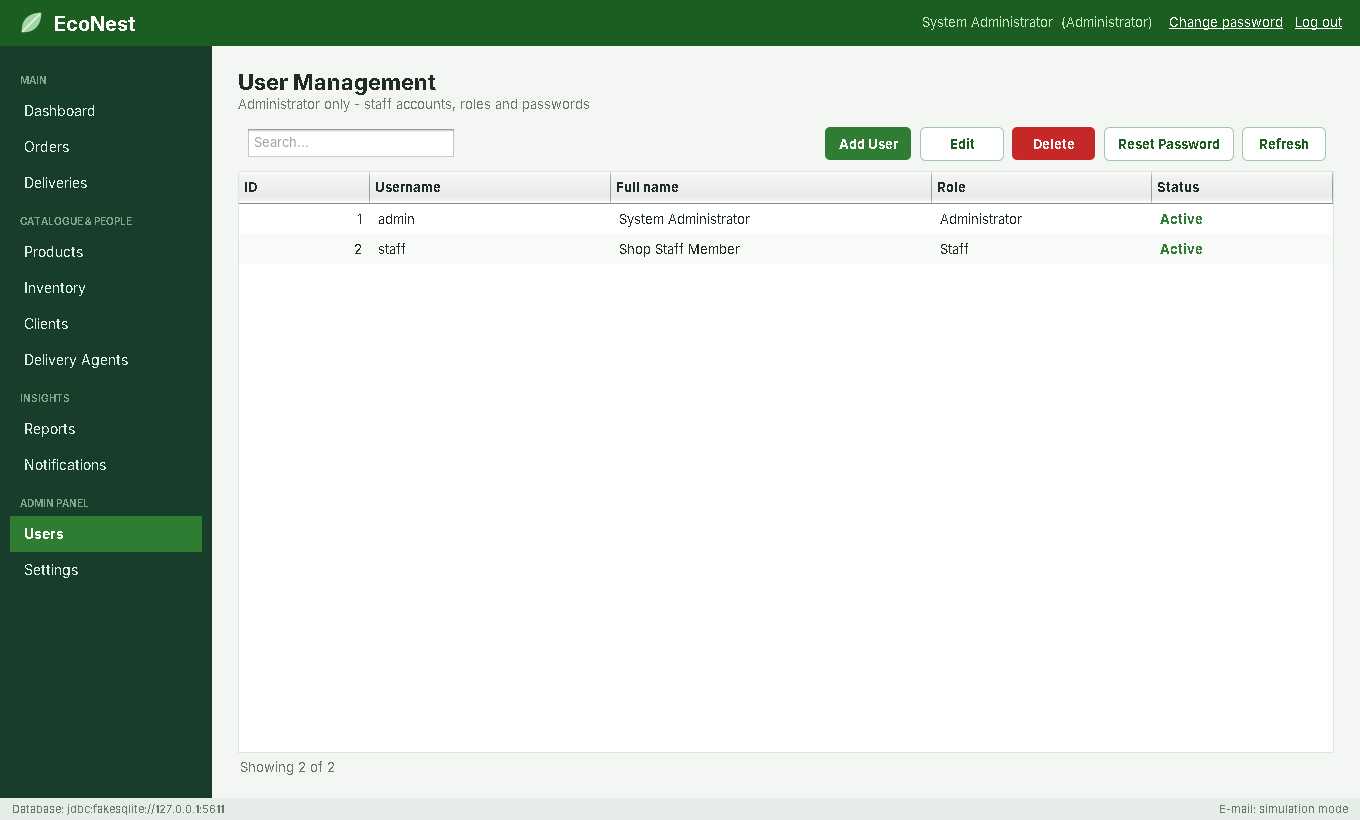 EcoNest
System Administrator (Administrator) Change password Log out
MAIN
Dashboard
Orders
Deliveries
CATALOGUE & PEOPLE
Products
Inventory
Clients
Delivery Agents
INSIGHTS
Reports
Notifications
ADMIN PANEL
Users
Settings
User Management
Administrator only - staff accounts, roles and passwords
Search... Add User Edit Delete Reset Password Refresh
ID Username Full name Role Status
1 admin System Administrator Administrator Active
2 staff Shop Staff Member Staff Active
Showing 2 of 2
Database: jdbc:fakesqlite://127.0.0.1:5611 E-mail: simulation mode